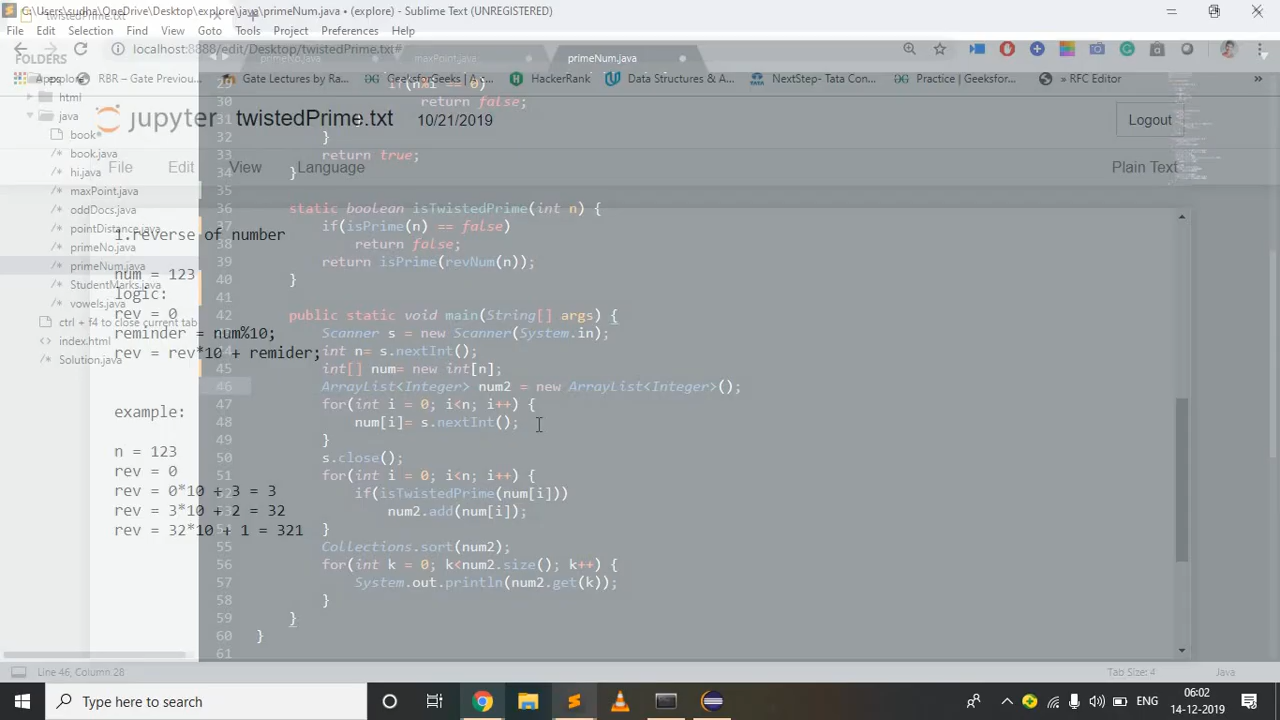 C:\Users\sudha\OneDrive\Desktop\explore\java\primeNum.java • (explore) - Sublime Text (UNREGISTERED)
twistedPrime.txt
File Edit Selection Find View Goto Tools Project Preferences Help
localhost:8888/edit/Desktop/twistedPrime.txt#
FOLDERS
primeNo.java maxPoint.java primeNum.java
Apps RBR – Gate Previou... Gate Lectures by Ra... GeeksforGeeks | A... HackerRank Data Structures & A... NextStep- Tata Con... Practice | Geeksfor... » RFC Editor »
explore
html
java
book
book.java
hi.java
maxPoint.java
oddDocs.java
pointDistance.java
primeNo.java
primeNum.java
StudentMarks.java
vowels.java
ctrl + f4 to close current tab
index.html
Solution.java
jupyter twistedPrime.txt 10/21/2019 Logout
File Edit View Language Plain Text
1.reverse of number
num = 123
logic:
rev = 0
reminder = num%10;
rev = rev*10 + remider;
example:
n = 123
rev = 0
rev = 0*10 + 3 = 3
rev = 3*10 + 2 = 32
rev = 32*10 + 1 = 321
29 if(n%i == 0)
30 return false;
31 }
32 }
33 return true;
34 }
35
36 static boolean isTwistedPrime(int n) {
37 if(isPrime(n) == false)
38 return false;
39 return isPrime(revNum(n));
40 }
41
42 public static void main(String[] args) {
Scanner s = new Scanner(System.in);
44 int n= s.nextInt();
45 int[] num= new int[n];
46 ArrayList<Integer> num2 = new ArrayList<Integer>();
47 for(int i = 0; i<n; i++) {
48 num[i]= s.nextInt();
49 }
50 s.close();
51 for(int i = 0; i<n; i++) {
if(isTwistedPrime(num[i]))
num2.add(num[i]);
}
55 Collections.sort(num2);
56 for(int k = 0; k<num2.size(); k++) {
57 System.out.println(num2.get(k));
58 }
59 }
60 }
61
Line 46, Column 28 Tab Size: 4 Java
Type here to search
ENG
06:02
14-12-2019